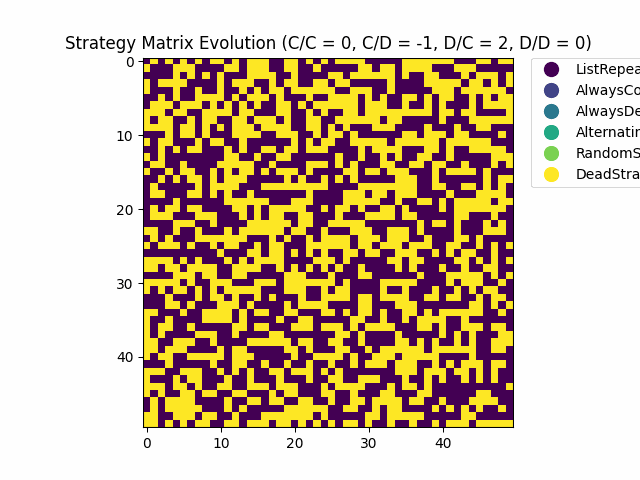 Strategy Matrix Evolution (C/C = 0, C/D = -1, D/C = 2, D/D = 0)
0
10
20
30
40
0 10 20 30 40
ListRepea
AlwaysCo
AlwaysDe
Alternatin
RandomS
DeadStra